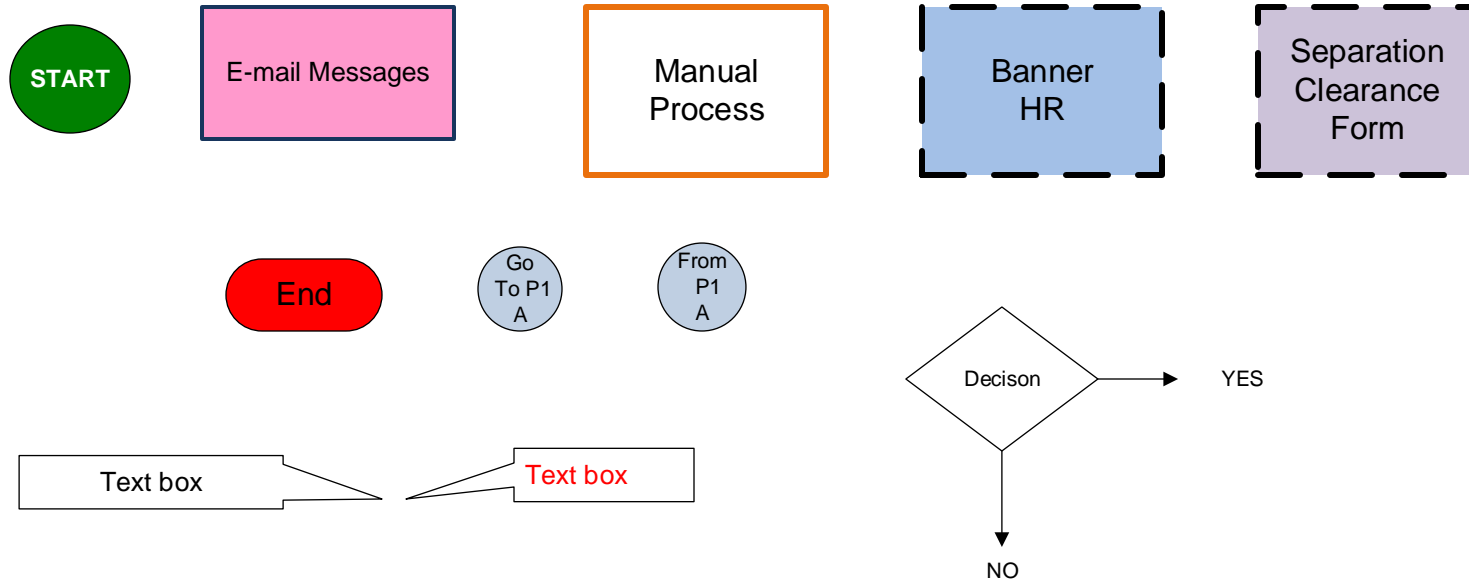 START
E-mail Messages
Manual
Process
Banner
HR
Separation
Clearance
Form
End
Go
To P1
A
From
P1
A
Decison
YES
NO
Text box
Text box